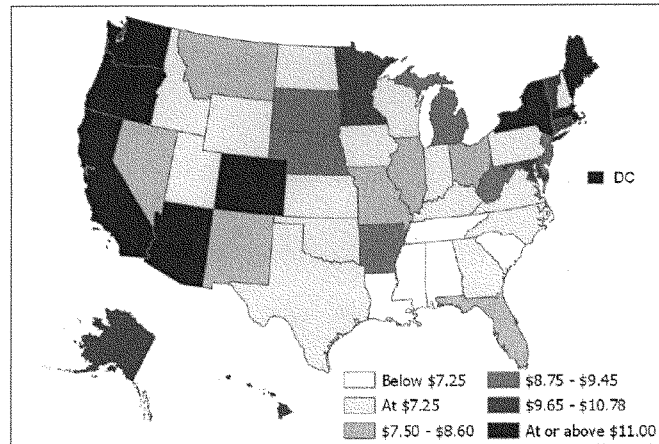 DC
Below $7.25
At $7.25
$7.50 - $8.60
$8.75 - $9.45
$9.65 - $10.78
At or above $11.00